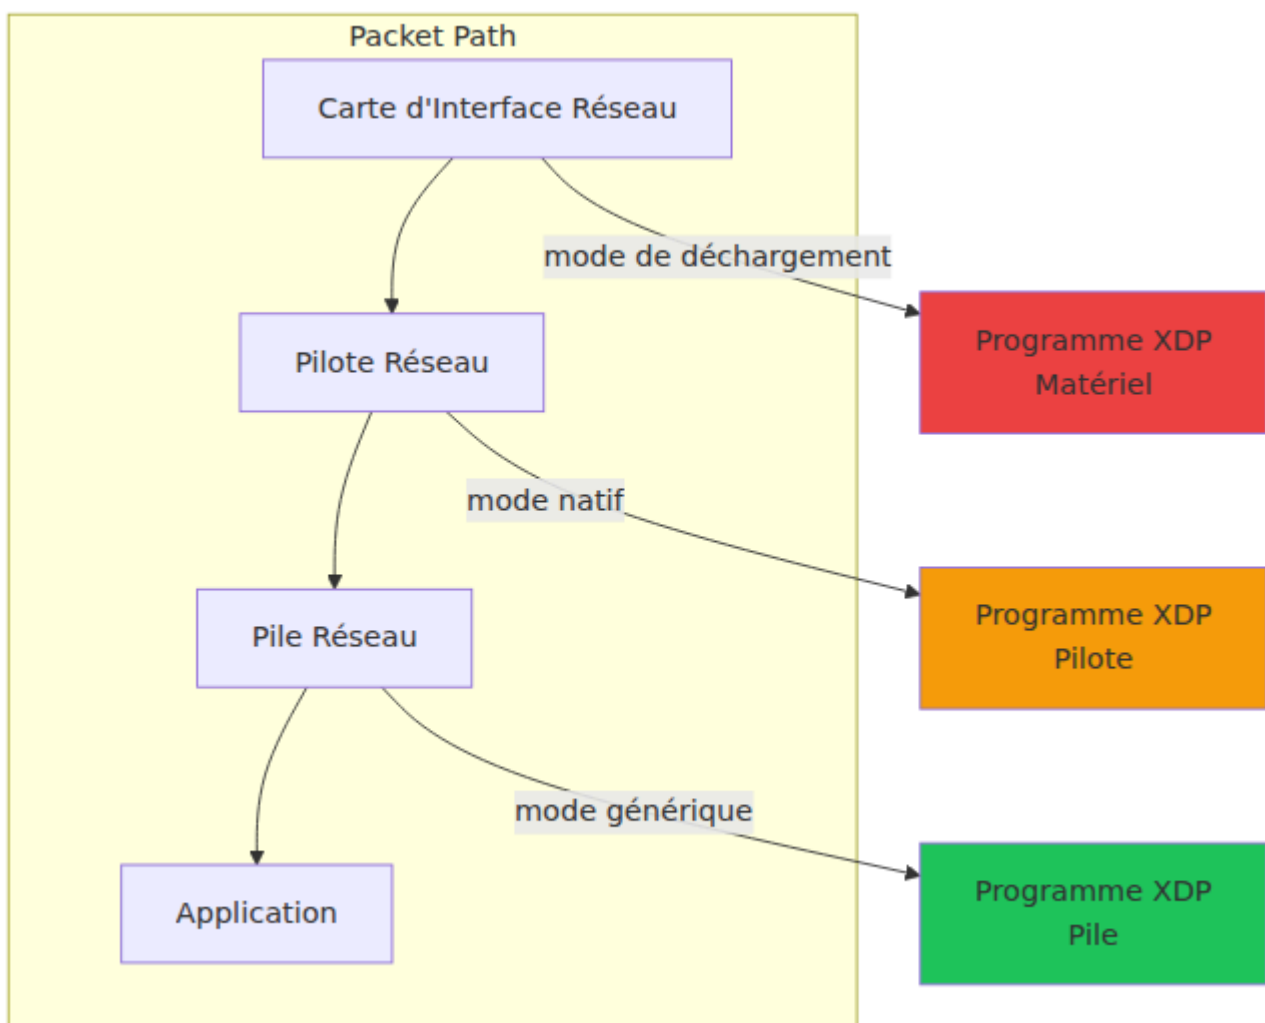 Packet Path
Carte d'Interface Réseau
mode de déchargement
Programme XDP
Matériel
Pilote Réseau
mode natif
Programme XDP
Pilote
Pile Réseau
mode générique
Programme XDP
Pile
Application